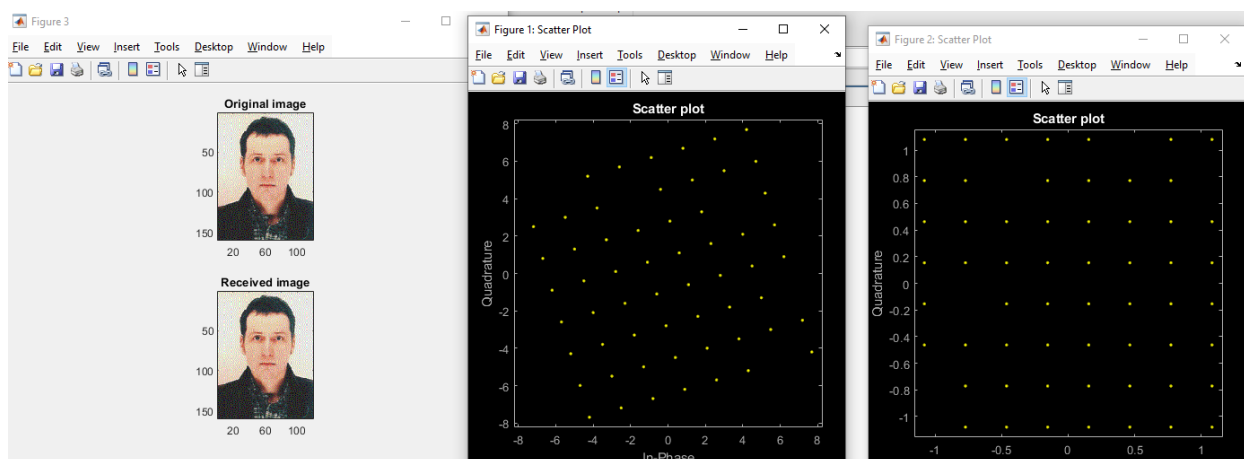 Figure 3
File Edit View Insert Tools Desktop Window Help
Original image
50
100
150
20 60 100
Received image
50
100
150
20 60 100
Figure 1: Scatter Plot
File Edit View Insert Tools Desktop Window Help
Scatter plot
8
6
4
2
0
-2
-4
-6
-8
Quadrature
-8 -6 -4 -2 0 2 4 6 8
In-Phase
Figure 2: Scatter Plot
File Edit View Insert Tools Desktop Window Help
Scatter plot
1
0.8
0.6
0.4
0.2
0
-0.2
-0.4
-0.6
-0.8
-1
Quadrature
-1 -0.5 0 0.5 1